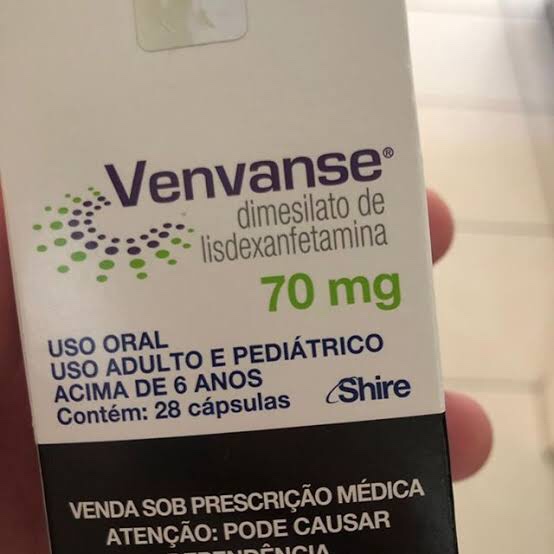 Venvanse®
dimesilato de
lisdexanfetamina
70 mg
USO ORAL
USO ADULTO E PEDIÁTRICO
ACIMA DE 6 ANOS
Contém: 28 cápsulas
Shire
VENDA SOB PRESCRIÇÃO MÉDICA
ATENÇÃO: PODE CAUSAR
DEPENDÊNCIA